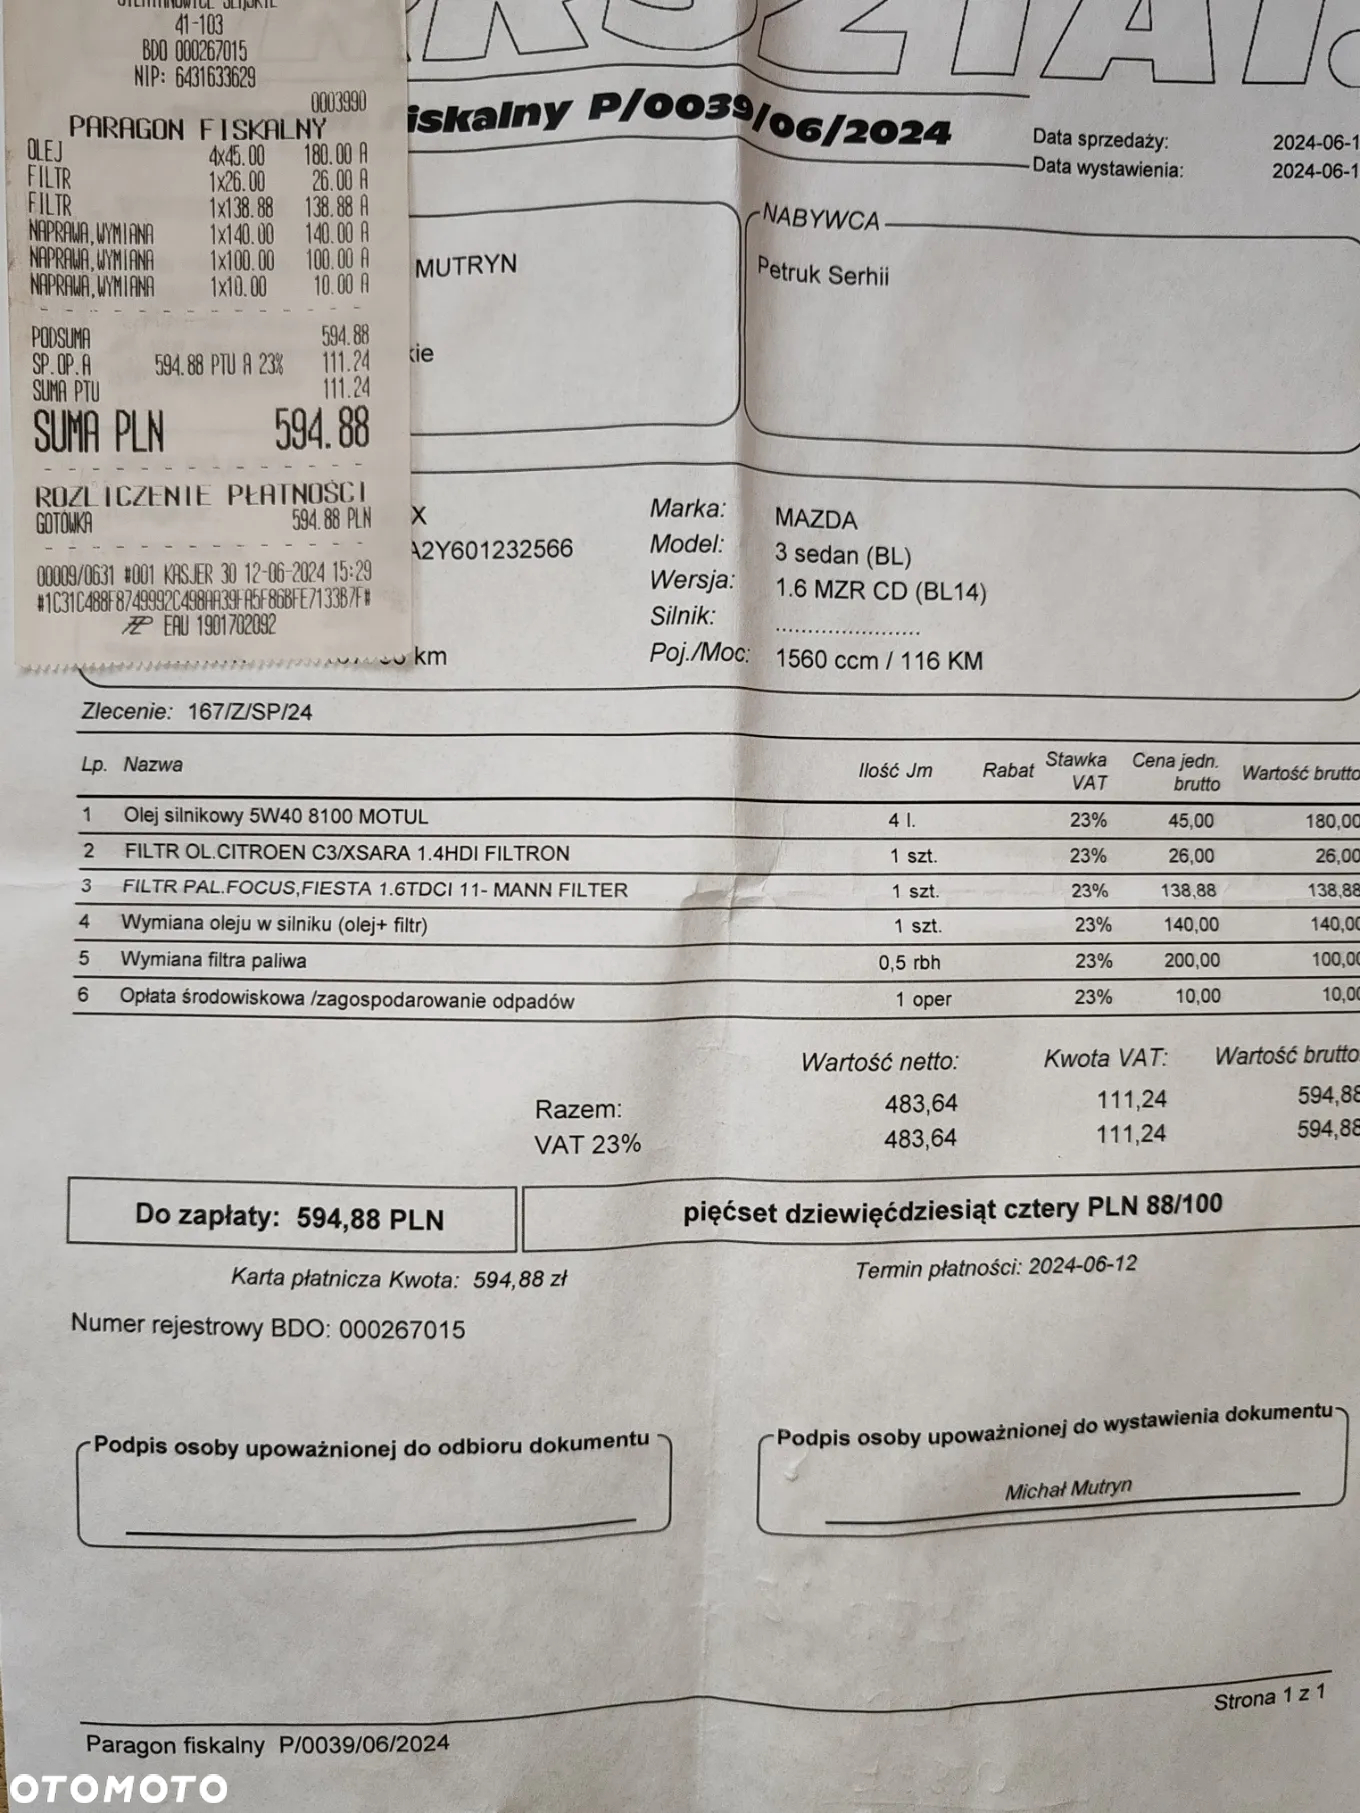 41-103
BDO 000267015
NIP: 6431633629
0003990
PARAGON FISKALNY
OLEJ 4x45.00 180.00 A
FILTR 1x26.00 26.00 A
FILTR 1x138.88 138.88 A
NAPRAWA,WYMIANA 1x140.00 140.00 A
NAPRAWA,WYMIANA 1x100.00 100.00 A
NAPRAWA,WYMIANA 1x10.00 10.00 A
PODSUMA 594.88
SP.OP.A 594.88 PTU A 23% 111.24
SUMA PTU 111.24
SUMA PLN 594.88
ROZLICZENIE PŁATNOŚCI
GOTÓWKA 594.88 PLN
00009/0631 #001 KASJER 30 12-06-2024 15:29
EAU 1901702092
iskalny P/0039/06/2024
Data sprzedaży: 2024-06-1
Data wystawienia: 2024-06-1
MUTRYN
kie
NABYWCA
Petruk Serhii
X
A2Y601232566
km
Marka: MAZDA
Model: 3 sedan (BL)
Wersja: 1.6 MZR CD (BL14)
Silnik: ......................
Poj./Moc: 1560 ccm / 116 KM
Zlecenie: 167/Z/SP/24
Lp. Nazwa Ilość Jm Rabat Stawka VAT Cena jedn. brutto Wartość brutto
1 Olej silnikowy 5W40 8100 MOTUL 4 l. 23% 45,00 180,00
2 FILTR OL.CITROEN C3/XSARA 1.4HDI FILTRON 1 szt. 23% 26,00 26,00
3 FILTR PAL.FOCUS,FIESTA 1.6TDCI 11- MANN FILTER 1 szt. 23% 138,88 138,88
4 Wymiana oleju w silniku (olej+ filtr) 1 szt. 23% 140,00 140,00
5 Wymiana filtra paliwa 0,5 rbh 23% 200,00 100,00
6 Opłata środowiskowa /zagospodarowanie odpadów 1 oper 23% 10,00 10,00
Wartość netto: Kwota VAT: Wartość brutto
Razem: 483,64 111,24 594,88
VAT 23% 483,64 111,24 594,88
Do zapłaty: 594,88 PLN
pięćset dziewięćdziesiąt cztery PLN 88/100
Karta płatnicza Kwota: 594,88 zł
Termin płatności: 2024-06-12
Numer rejestrowy BDO: 000267015
Podpis osoby upoważnionej do odbioru dokumentu
Podpis osoby upoważnionej do wystawienia dokumentu
Michał Mutryn
Strona 1 z 1
Paragon fiskalny P/0039/06/2024
OTOMOTO